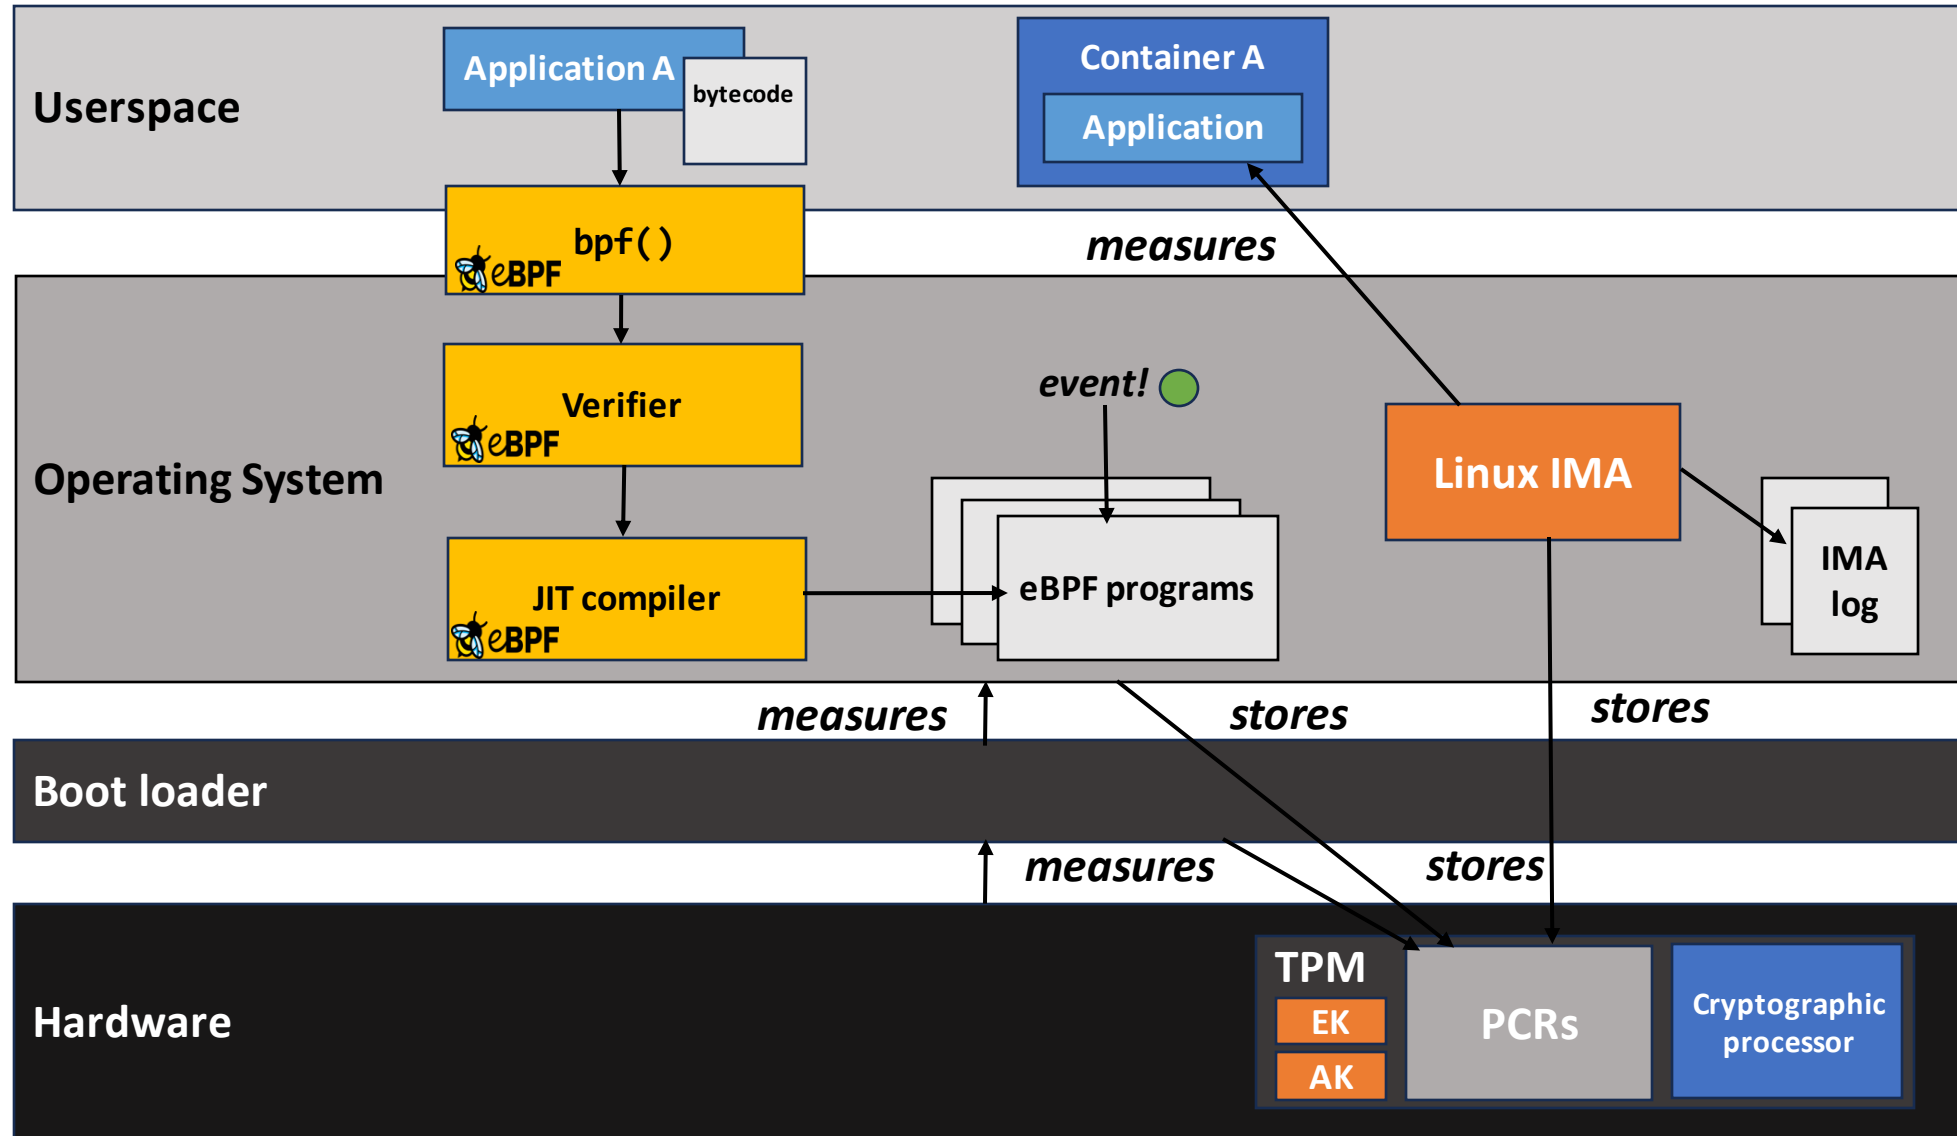 Userspace
Application A
bytecode
Container A
Application
bpf()
eBPF
measures
Operating System
Verifier
eBPF
event!
Linux IMA
JIT compiler
eBPF
eBPF programs
IMA
log
measures
stores
stores
Boot loader
measures
stores
Hardware
TPM
EK
AK
PCRs
Cryptographic
processor